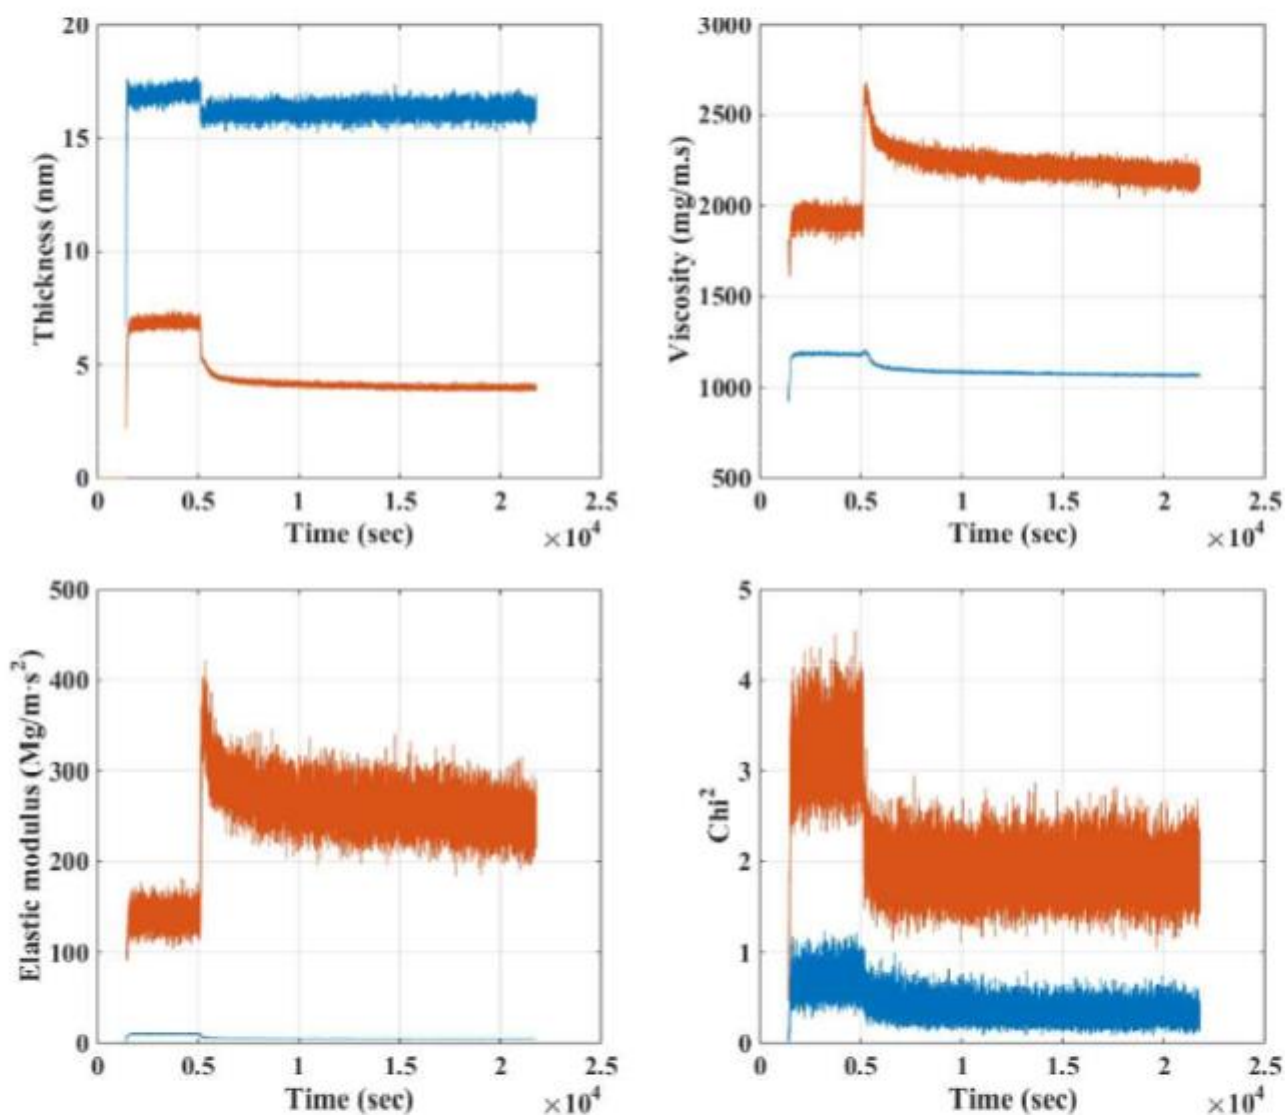 20
15
10
5
0
Thickness (nm)
0 0.5 1 1.5 2 2.5
Time (sec) ×10⁴
3000
2500
2000
1500
1000
500
Viscosity (mg/m.s)
0 0.5 1 1.5 2 2.5
Time (sec) ×10⁴
500
400
300
200
100
0
Elastic modulus (Mg/m·s²)
0 0.5 1 1.5 2 2.5
Time (sec) ×10⁴
5
4
3
2
1
0
Chi²
0 0.5 1 1.5 2 2.5
Time (sec) ×10⁴